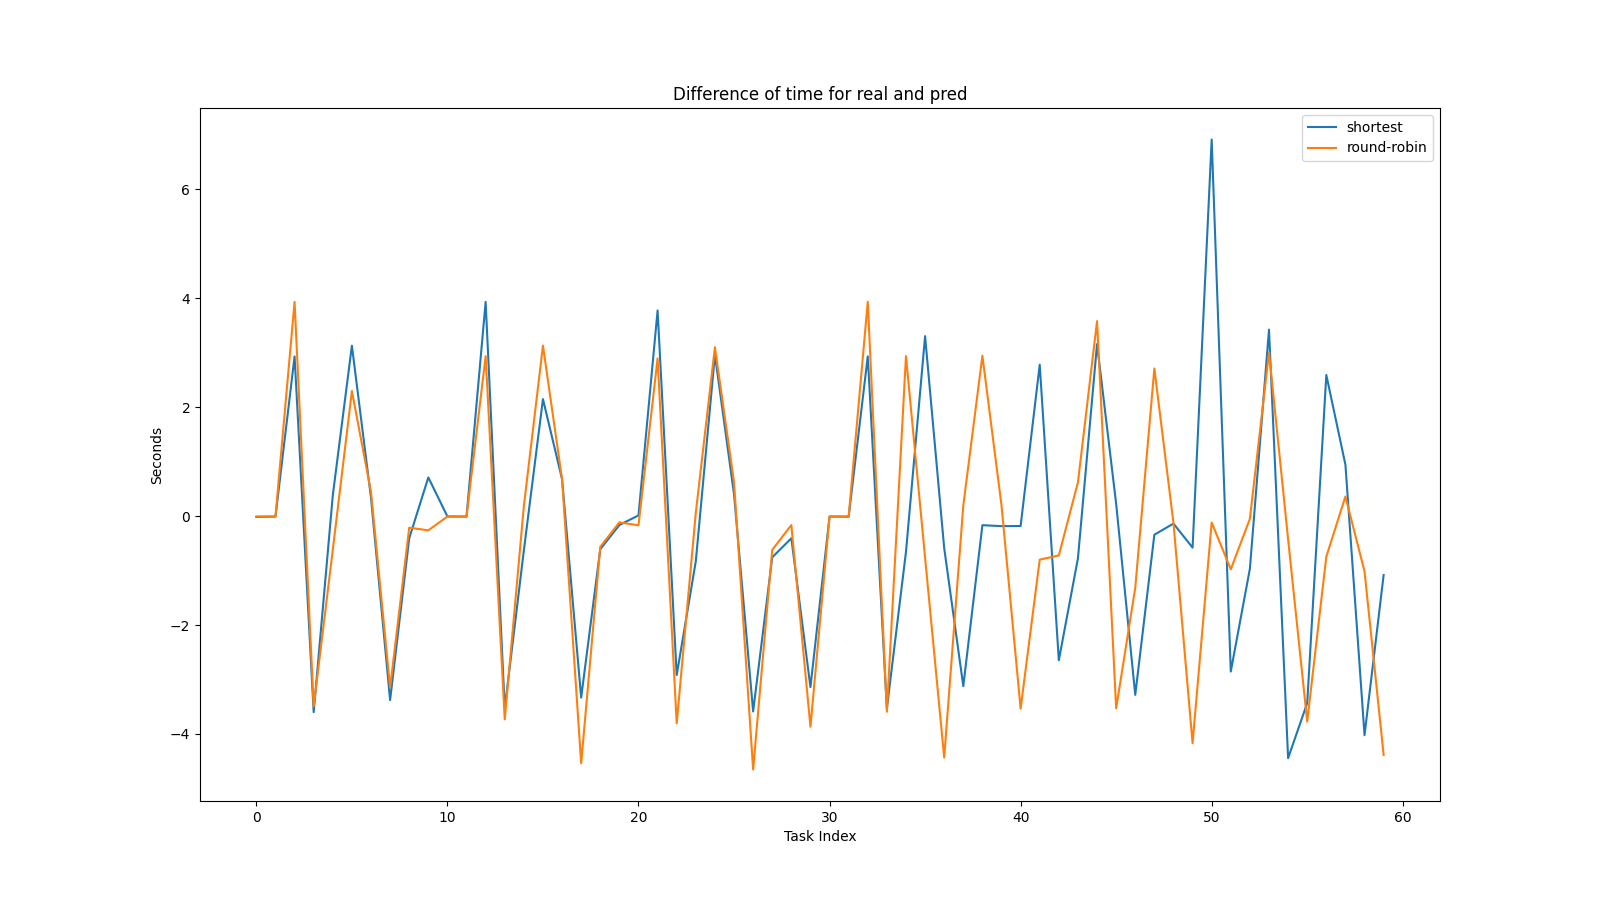 Difference of time for real and pred
shortest
round-robin
6
4
2
0
−2
−4
Seconds
0 10 20 30 40 50 60
Task Index